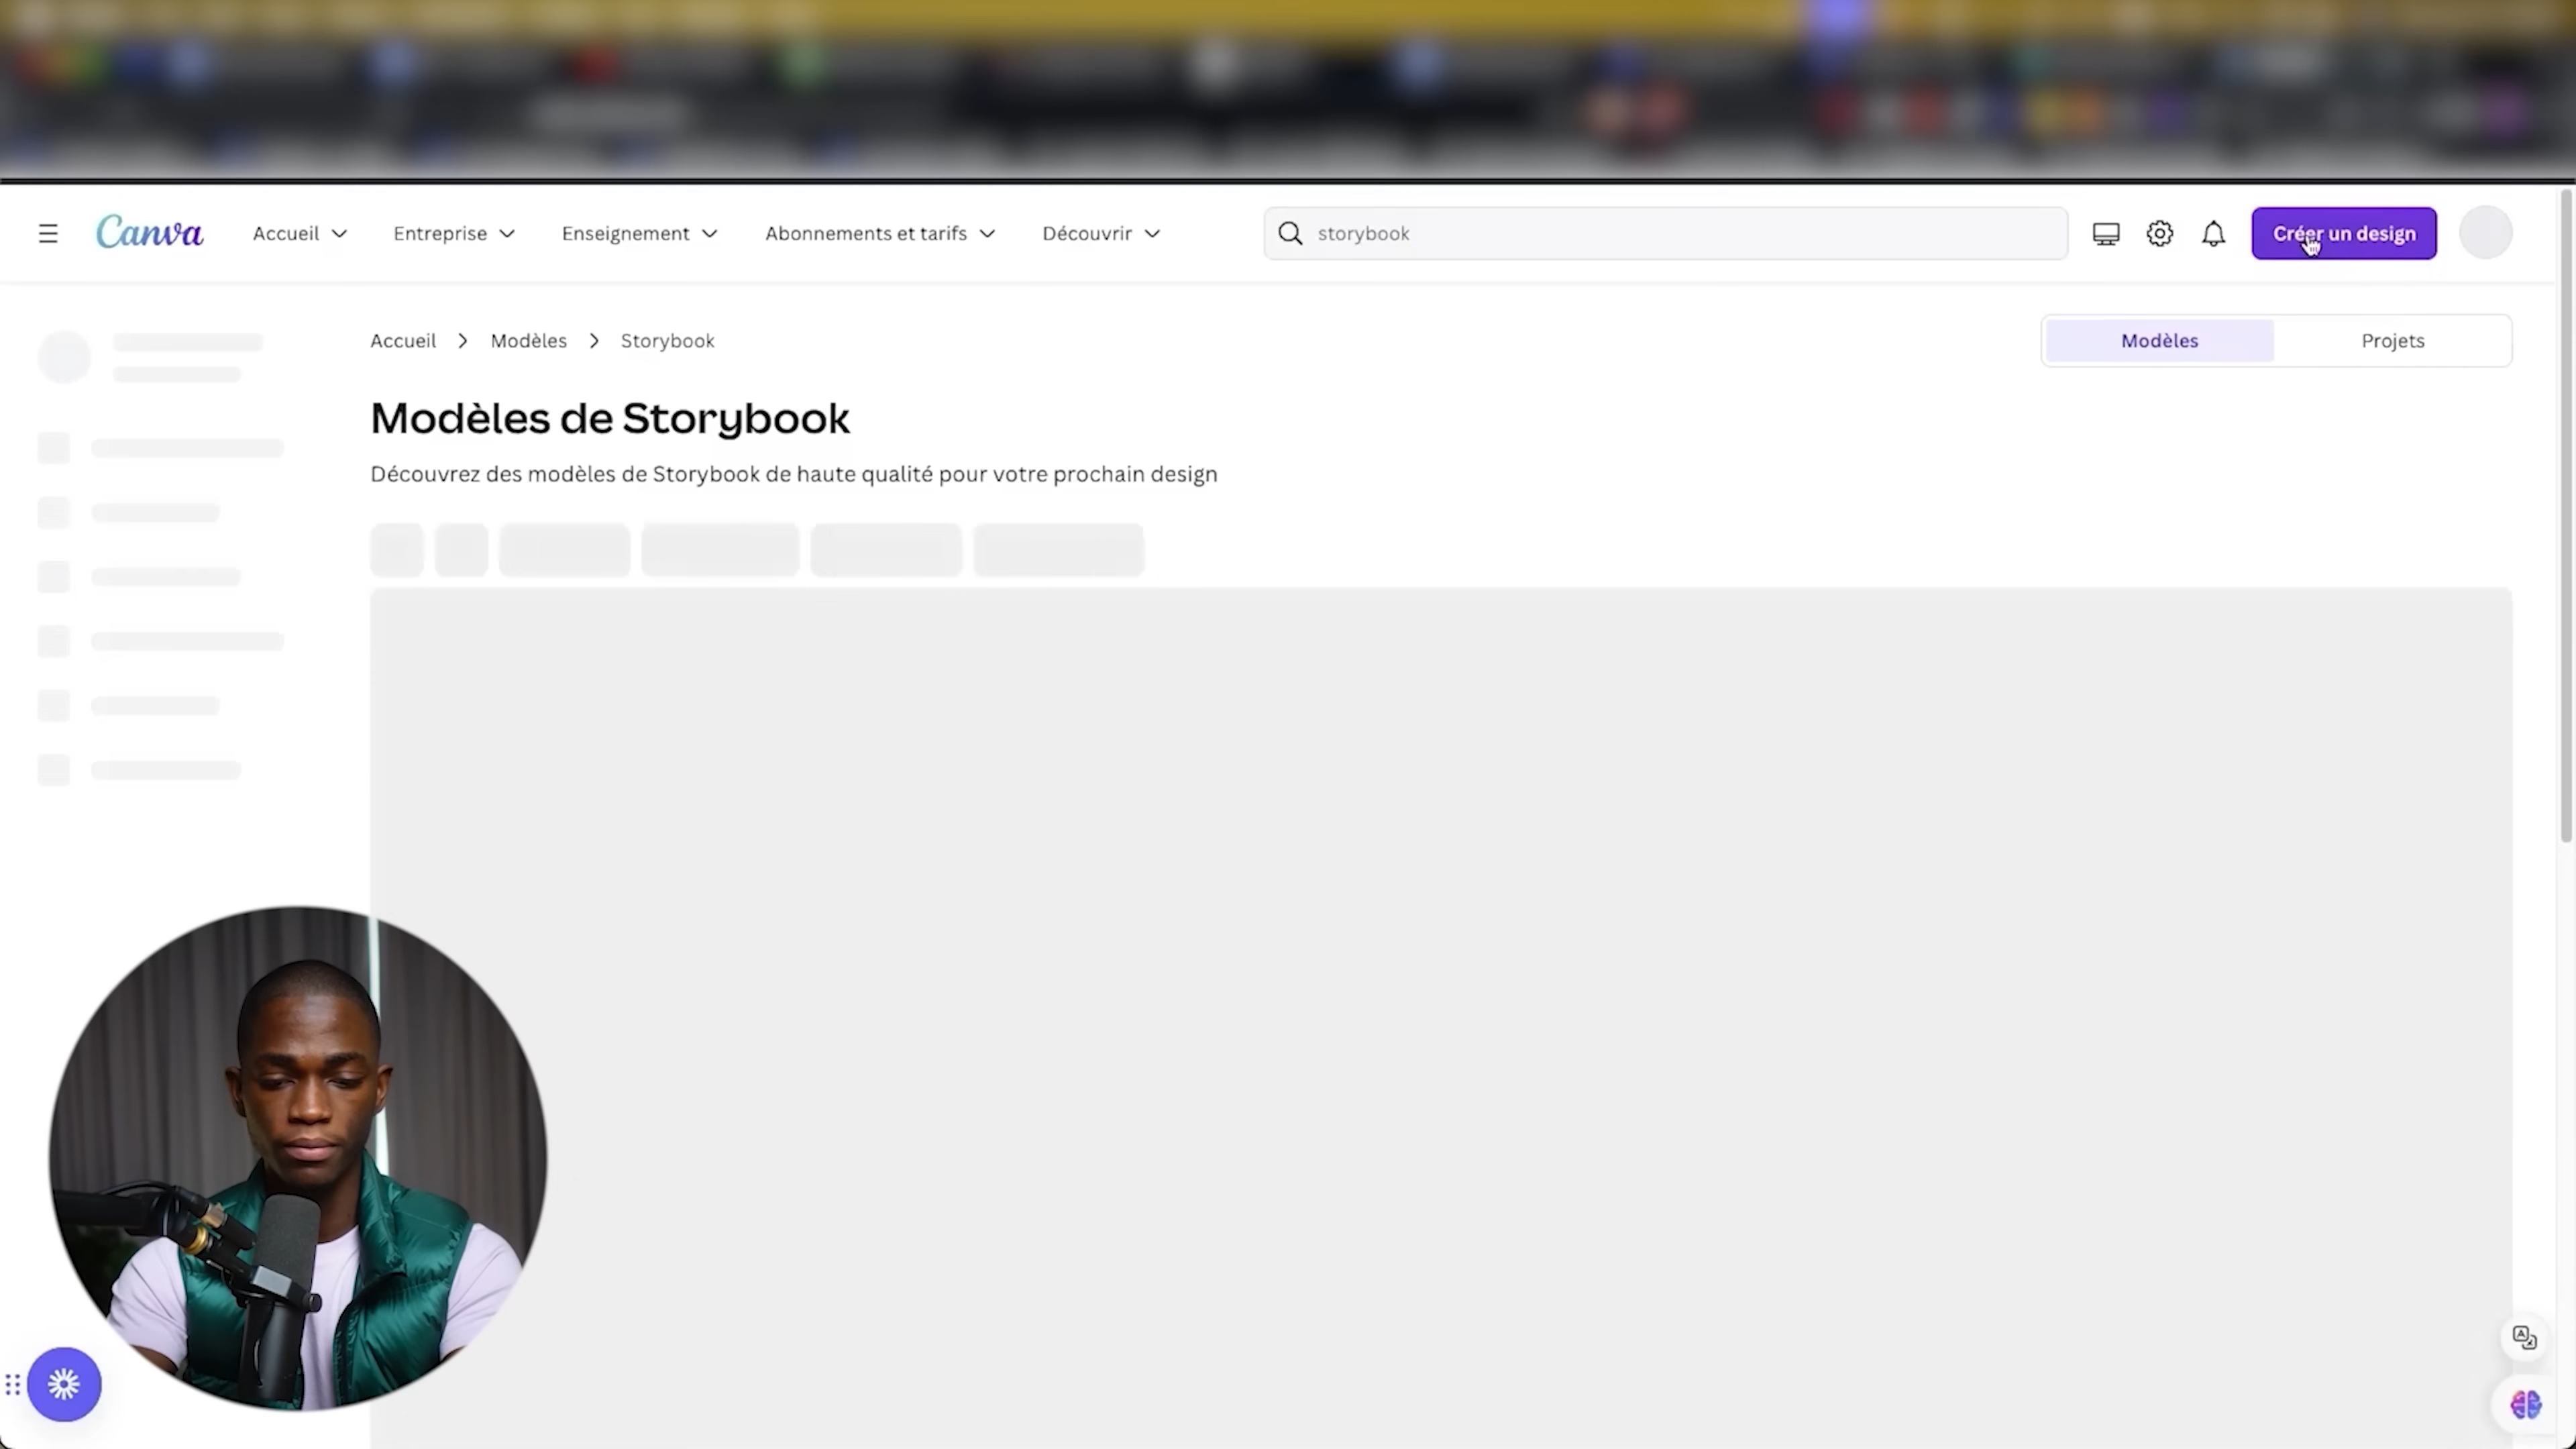 Canva Accueil Entreprise Enseignement Abonnements et tarifs Découvrir storybook Créer un design
Accueil > Modèles > Storybook Modèles Projets
Modèles de Storybook
Découvrez des modèles de Storybook de haute qualité pour votre prochain design